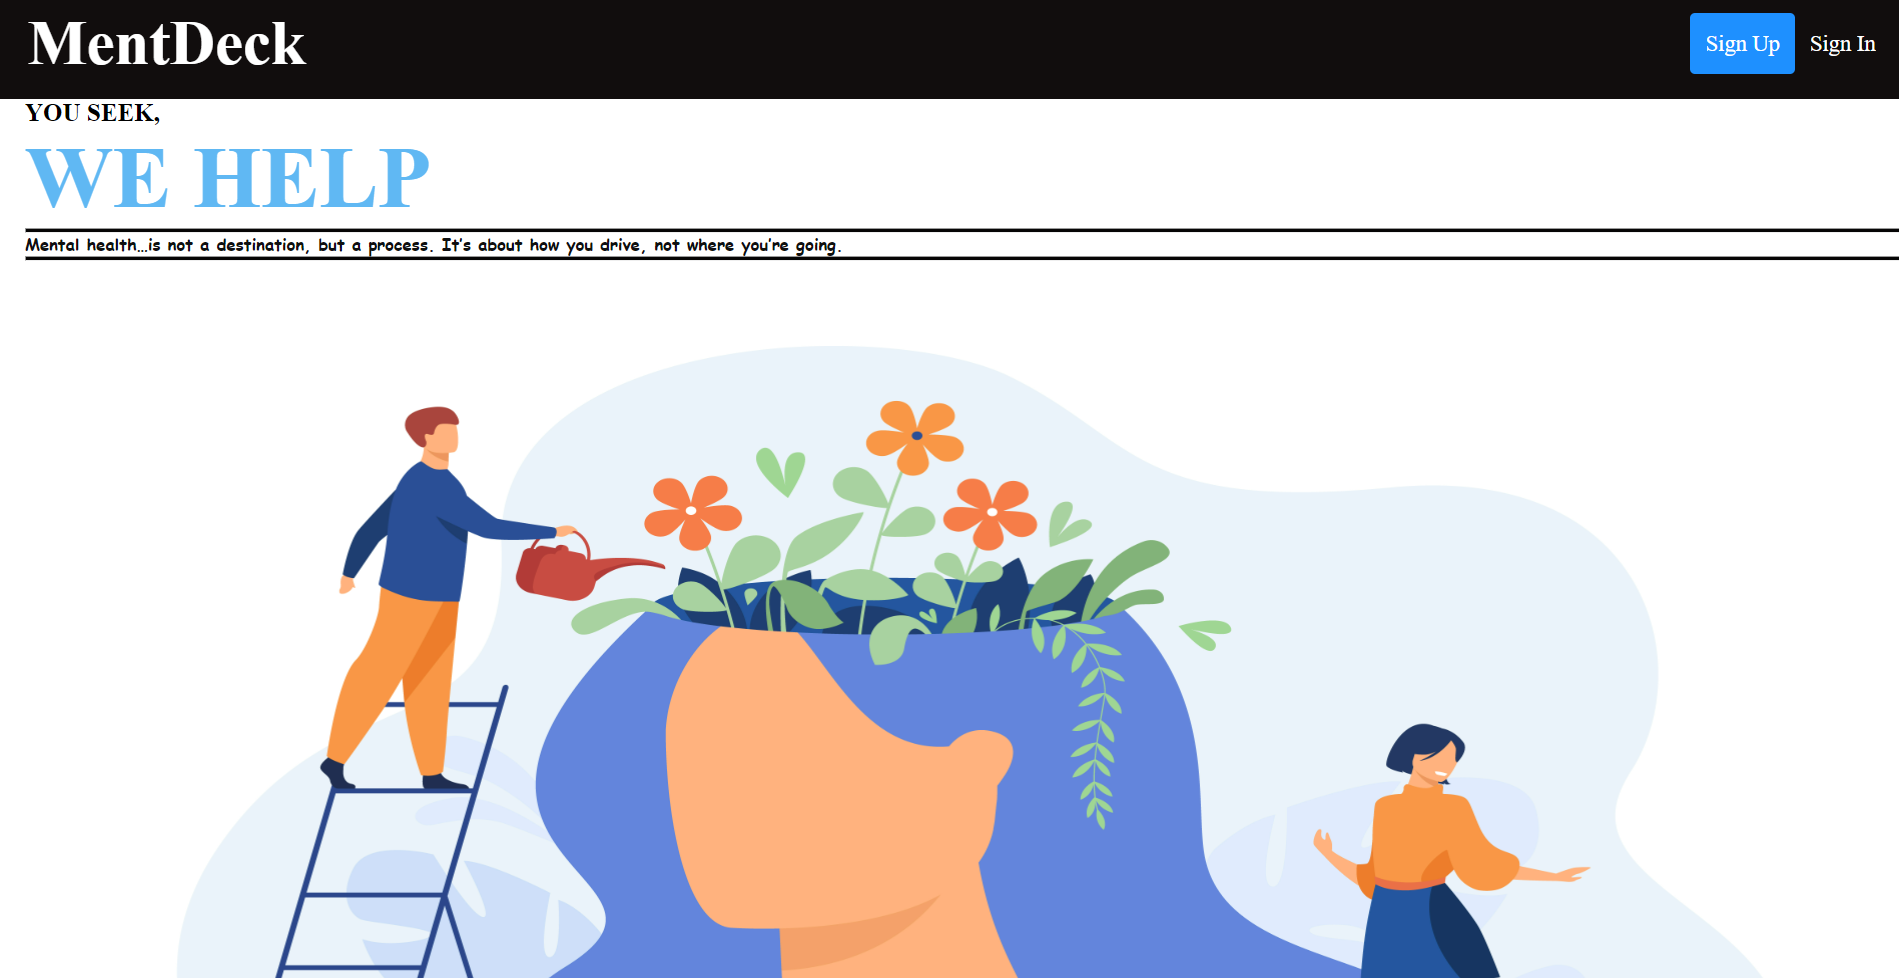 MentDeck
Sign Up
Sign In
YOU SEEK,
WE HELP
Mental health…is not a destination, but a process. It's about how you drive, not where you're going.